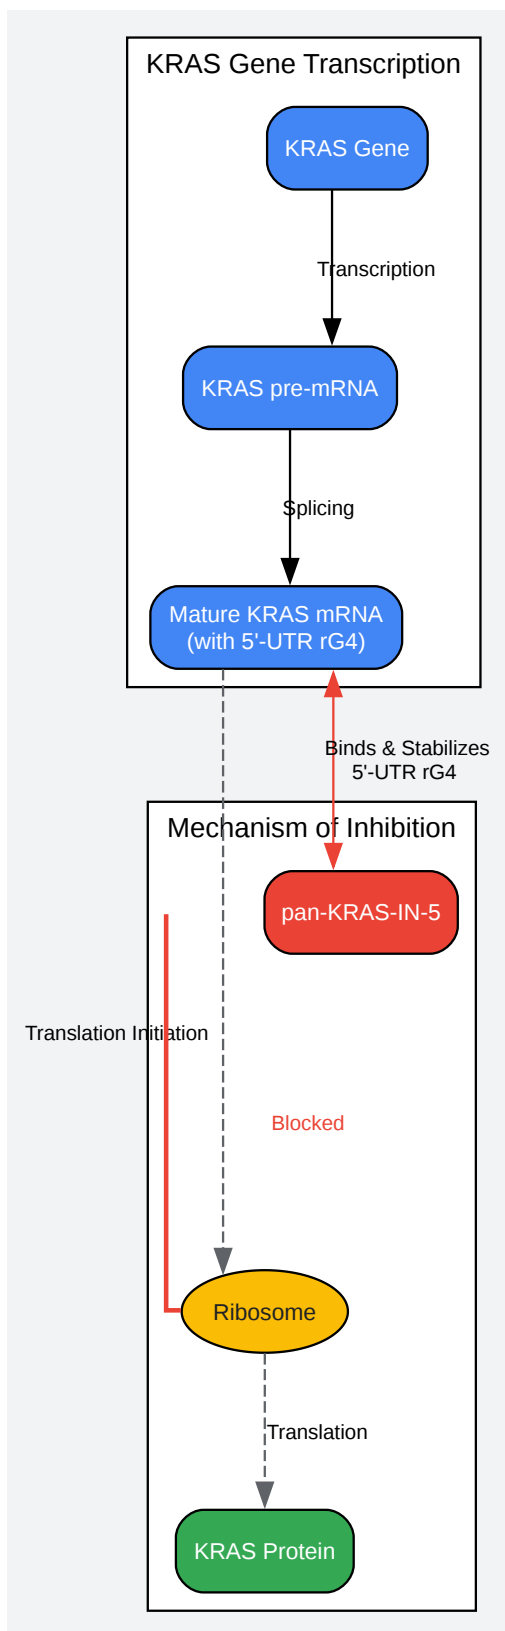 KRAS Gene Transcription
KRAS Gene
Transcription
KRAS pre-mRNA
Splicing
Mature KRAS mRNA
(with 5'-UTR rG4)
Binds & Stabilizes
5'-UTR rG4
Mechanism of Inhibition
pan-KRAS-IN-5
Translation Initiation
Blocked
Ribosome
Translation
KRAS Protein